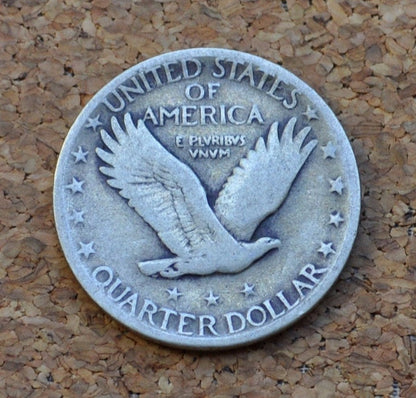 UNITED STATES
OF
AMERICA
E PLVRIBVS
VNVM
QUARTER DOLLAR